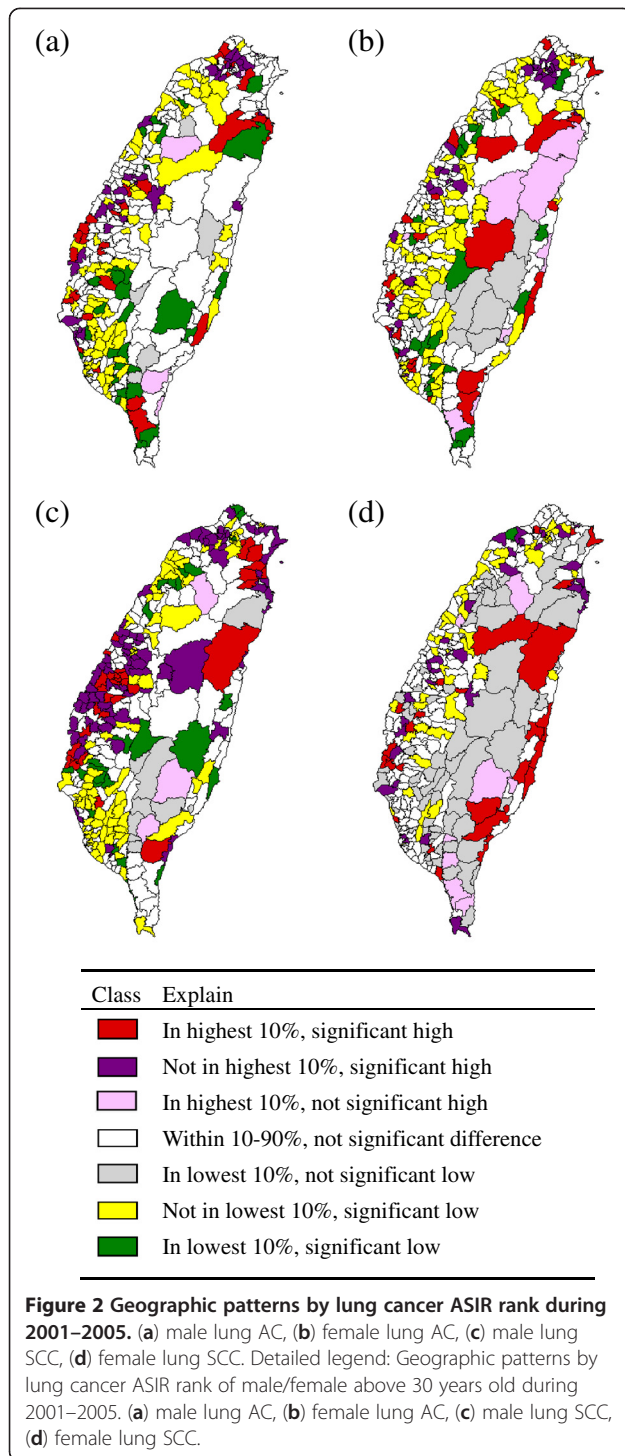 (a) (b)
(c) (d)
Class Explain
In highest 10%, significant high
Not in highest 10%, significant high
In highest 10%, not significant high
Within 10-90%, not significant difference
In lowest 10%, not significant low
Not in lowest 10%, significant low
In lowest 10%, significant low
Figure 2 Geographic patterns by lung cancer ASIR rank during
2001–2005. (a) male lung AC, (b) female lung AC, (c) male lung
SCC, (d) female lung SCC. Detailed legend: Geographic patterns by
lung cancer ASIR rank of male/female above 30 years old during
2001–2005. (a) male lung AC, (b) female lung AC, (c) male lung SCC,
(d) female lung SCC.